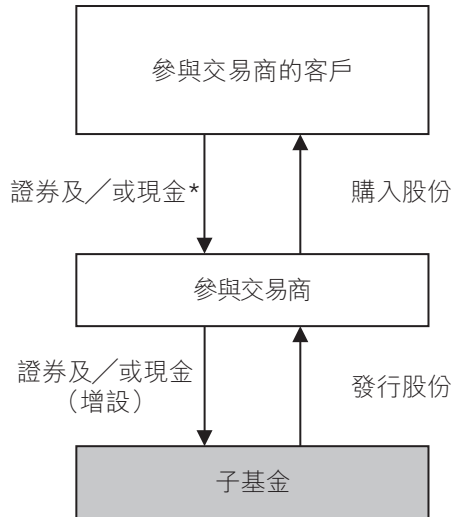 參與交易商的客戶
證券及／或現金*
購入股份
參與交易商
證券及／或現金
（增設）
發行股份
子基金